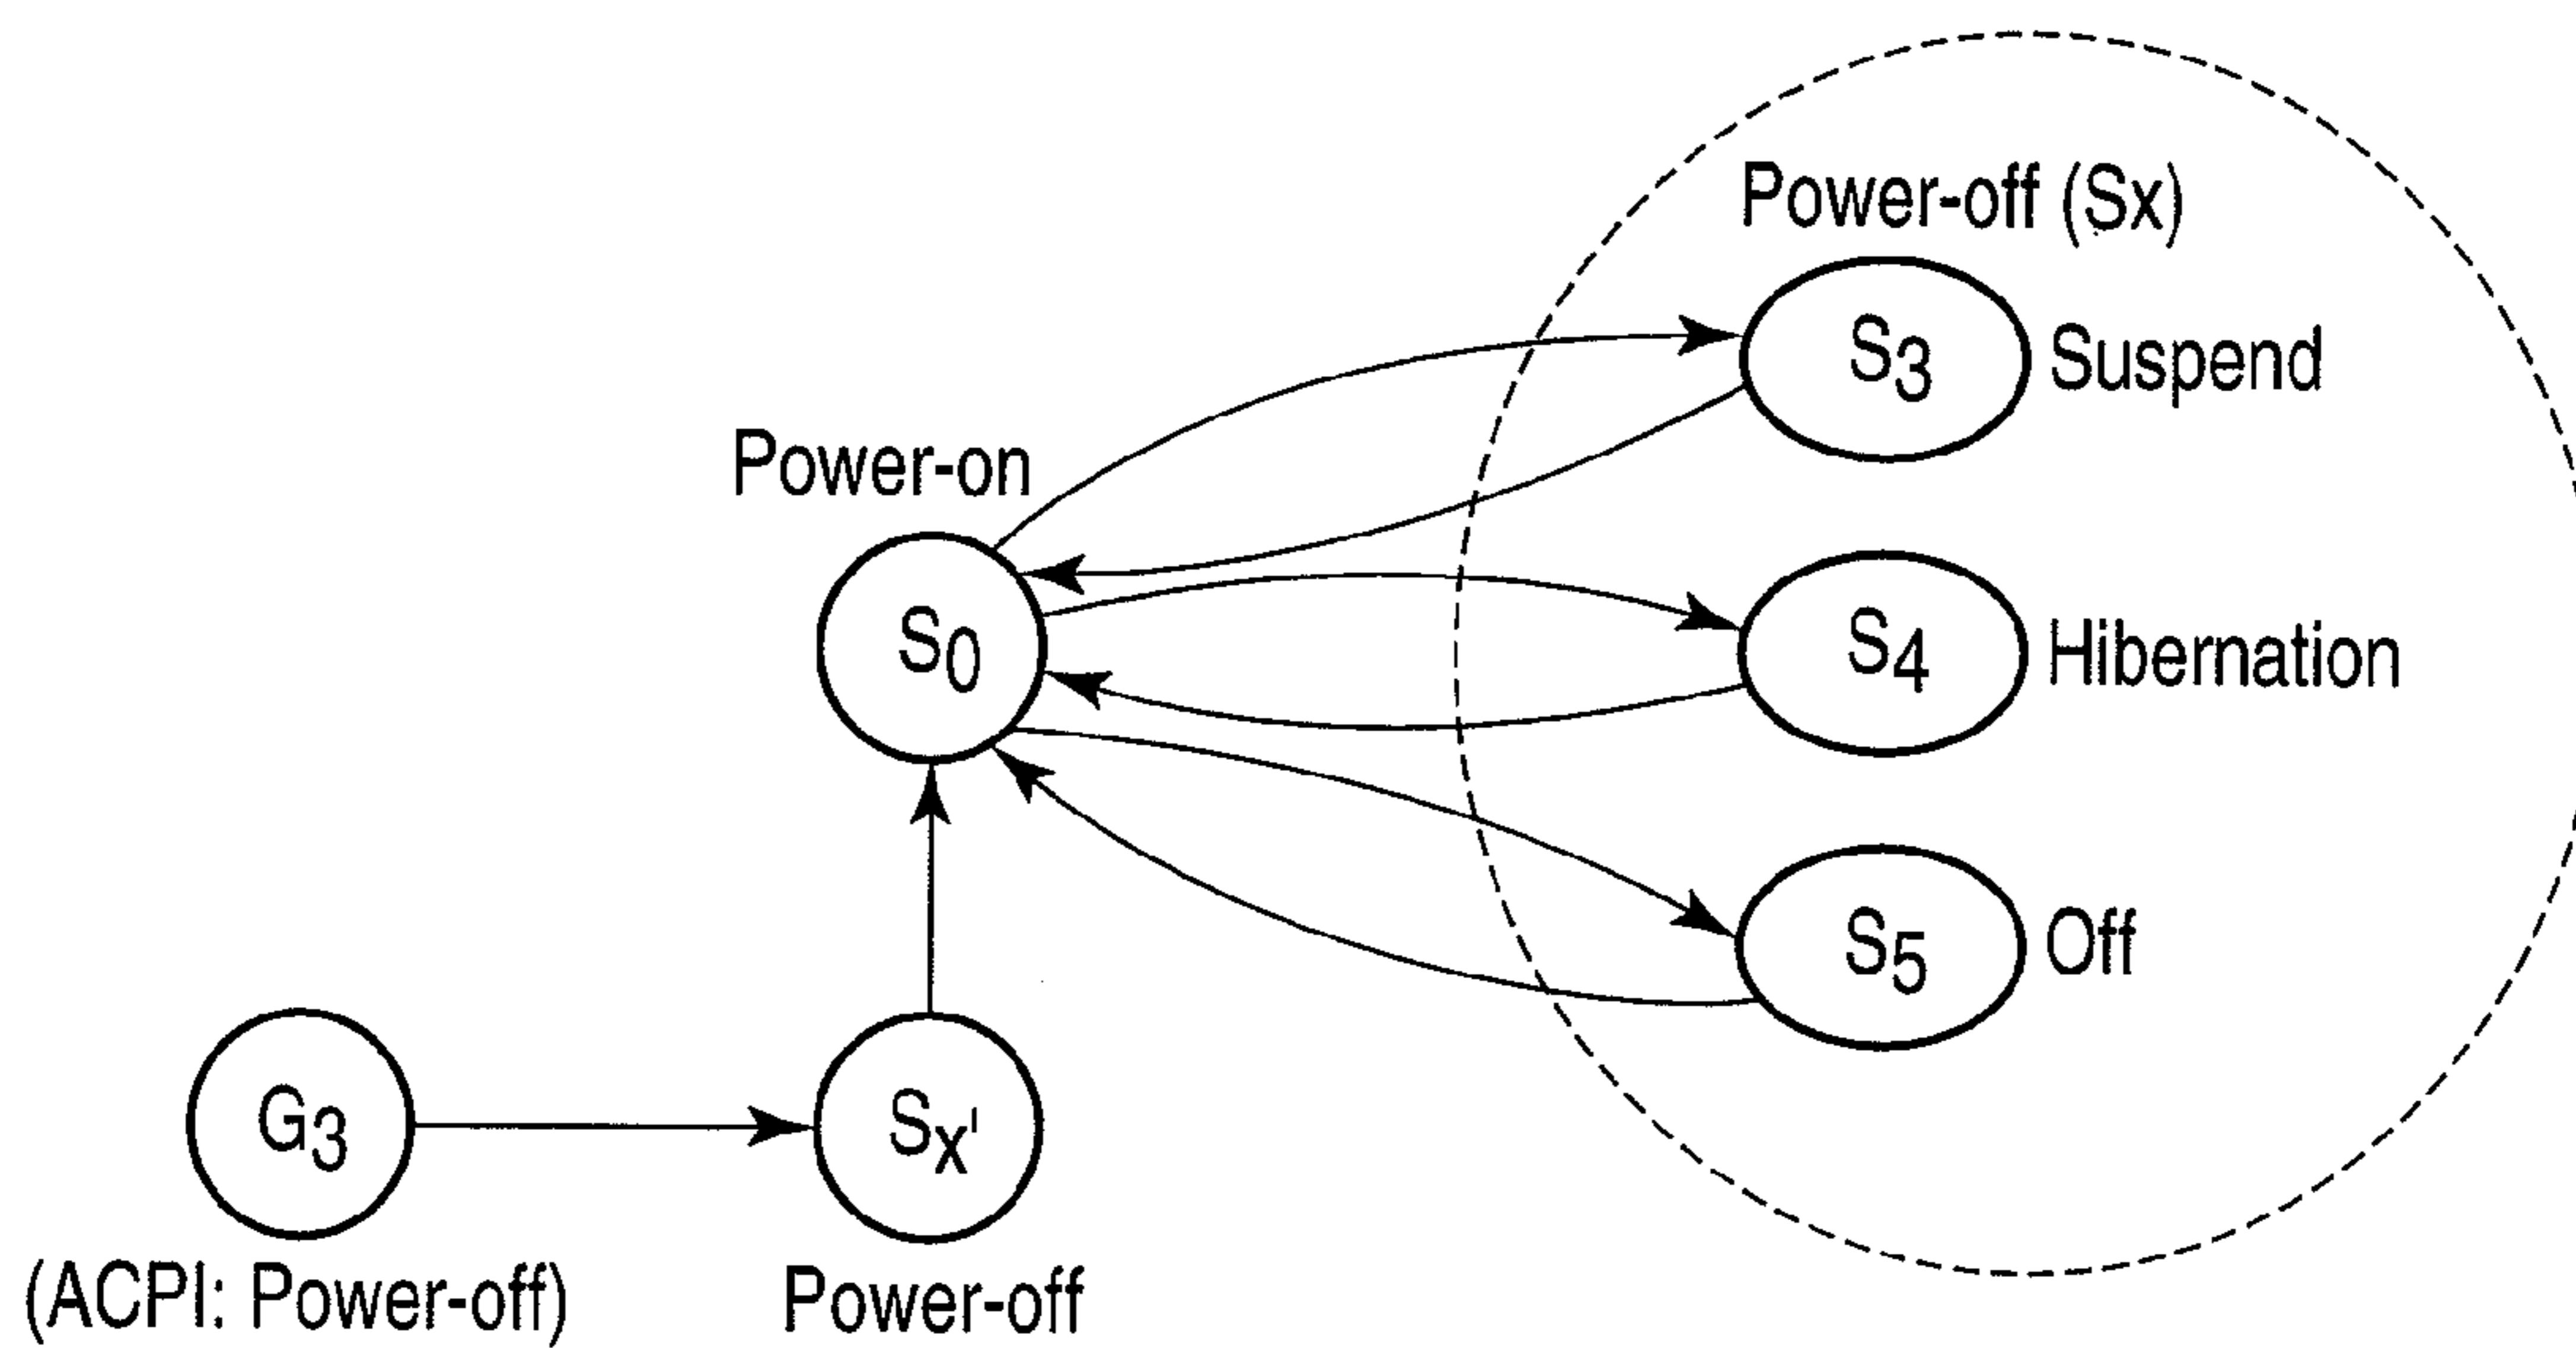 Power-off (Sx)
S3 Suspend
Power-on
S0
S4 Hibernation
S5 Off
G3
Sx'
(ACPI: Power-off)
Power-off